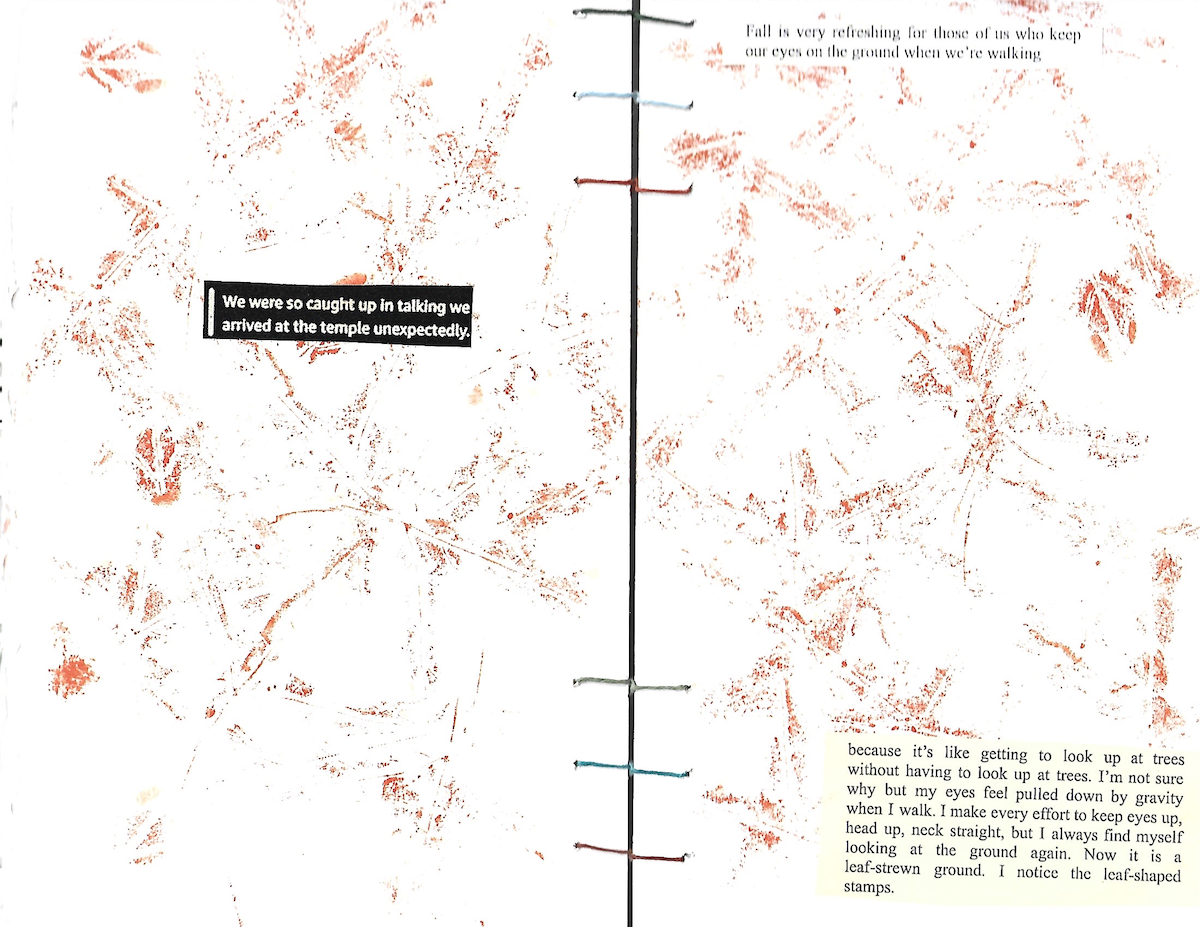 We were so caught up in talking we
arrived at the temple unexpectedly.
Fall is very refreshing for those of us who keep
our eyes on the ground when we're walking
because it's like getting to look up at trees
without having to look up at trees. I'm not sure
why but my eyes feel pulled down by gravity
when I walk. I make every effort to keep eyes up,
head up, neck straight, but I always find myself
looking at the ground again. Now it is a
leaf-strewn ground. I notice the leaf-shaped
stamps.